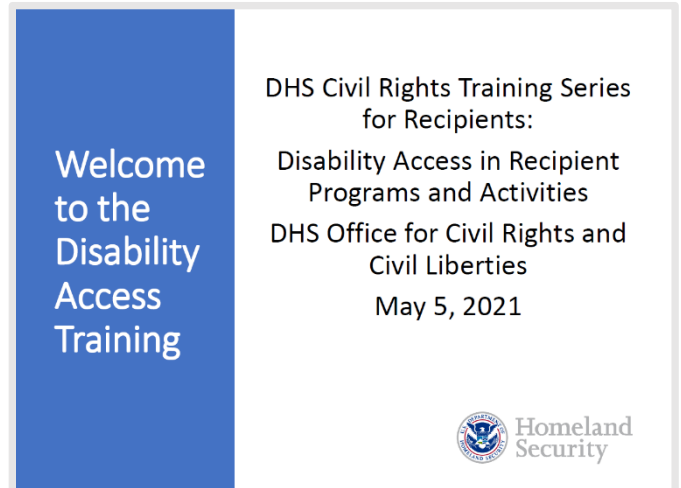 Welcome
to the
Disability
Access
Training
DHS Civil Rights Training Series
for Recipients:
Disability Access in Recipient
Programs and Activities
DHS Office for Civil Rights and
Civil Liberties
May 5, 2021
Homeland
Security